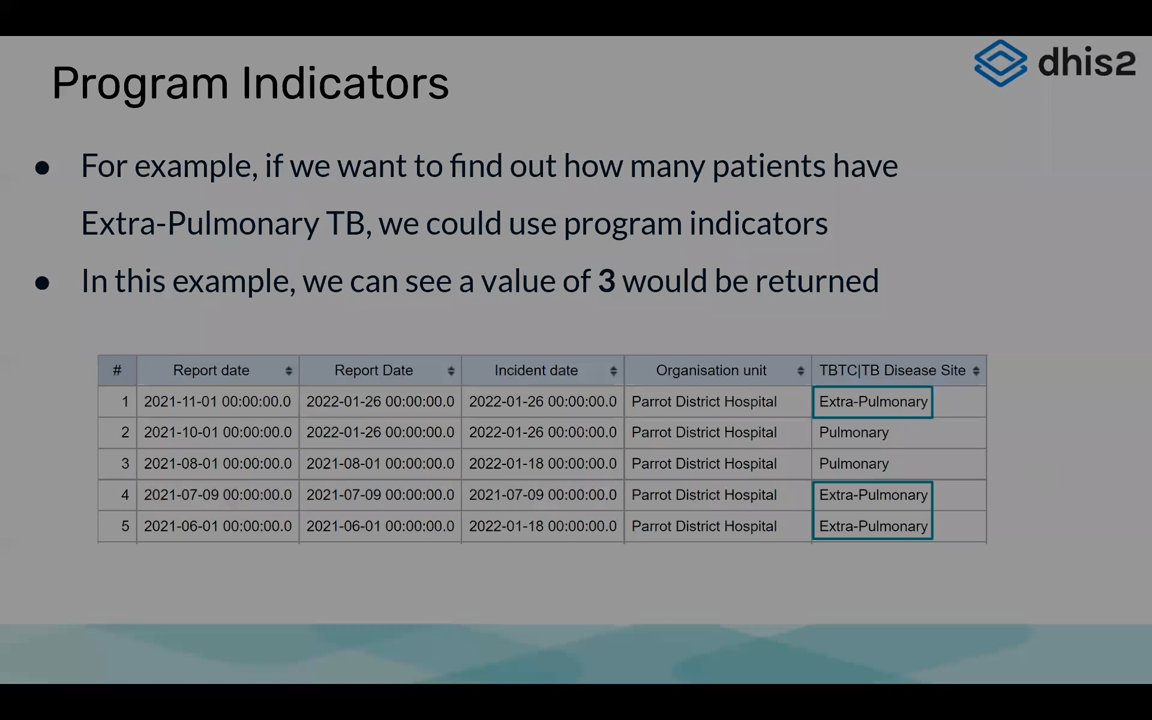 Program Indicators
dhis2
● For example, if we want to find out how many patients have
Extra-Pulmonary TB, we could use program indicators
● In this example, we can see a value of 3 would be returned
# Report date Report Date Incident date Organisation unit TBTC|TB Disease Site
1 2021-11-01 00:00:00.0 2022-01-26 00:00:00.0 2022-01-26 00:00:00.0 Parrot District Hospital Extra-Pulmonary
2 2021-10-01 00:00:00.0 2022-01-26 00:00:00.0 2022-01-26 00:00:00.0 Parrot District Hospital Pulmonary
3 2021-08-01 00:00:00.0 2021-08-01 00:00:00.0 2022-01-18 00:00:00.0 Parrot District Hospital Pulmonary
4 2021-07-09 00:00:00.0 2021-07-09 00:00:00.0 2021-07-09 00:00:00.0 Parrot District Hospital Extra-Pulmonary
5 2021-06-01 00:00:00.0 2021-06-01 00:00:00.0 2022-01-18 00:00:00.0 Parrot District Hospital Extra-Pulmonary